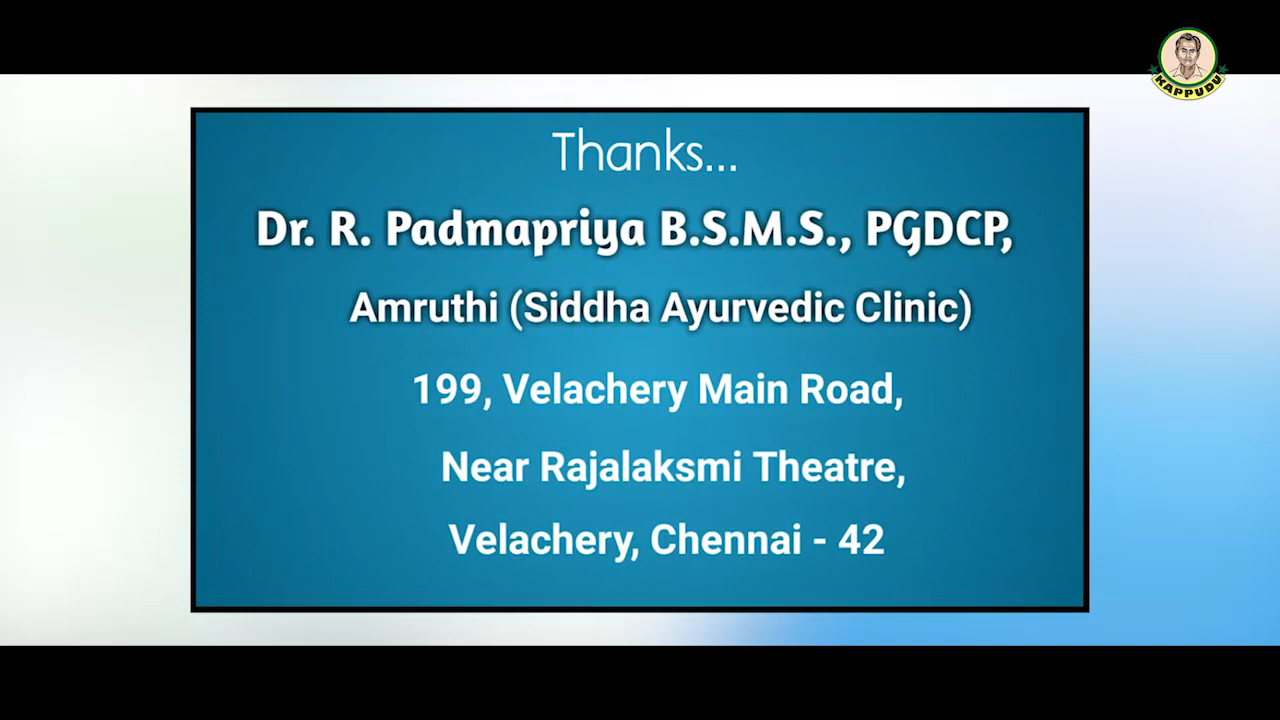 KAPPUDU
Thanks...
Dr. R. Padmapriya B.S.M.S., PGDCP,
Amruthi (Siddha Ayurvedic Clinic)
199, Velachery Main Road,
Near Rajalaksmi Theatre,
Velachery, Chennai - 42